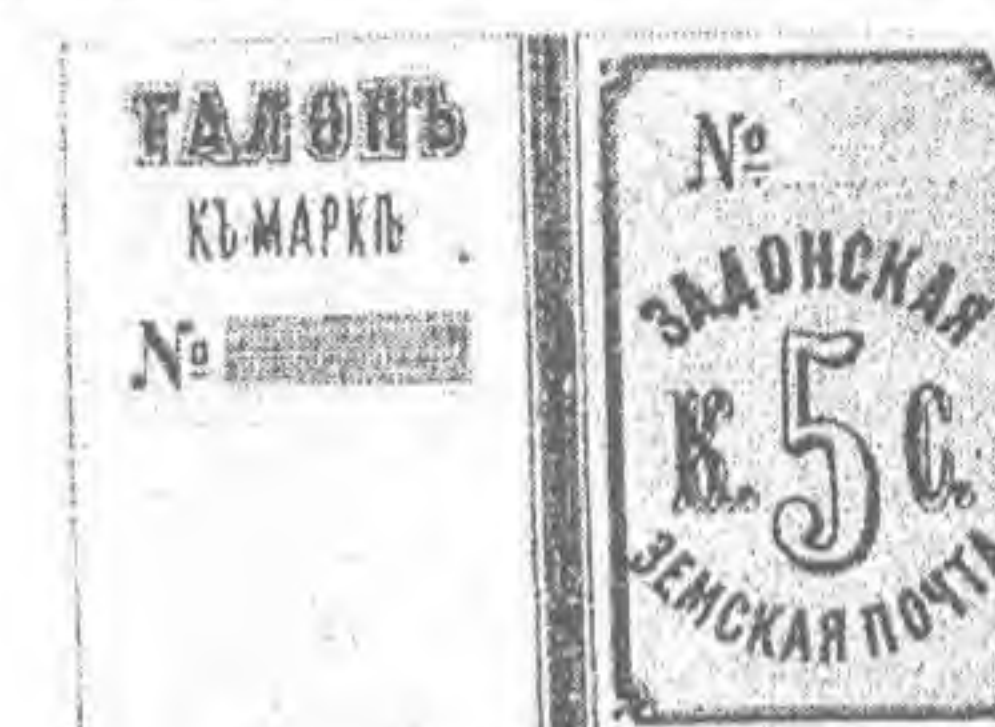 ТАЛОНЪ
КЪ МАРКѢ
№
№
ЗАДОНСКАЯ
К. 5 С.
ЗЕМСКАЯ ПОЧТА